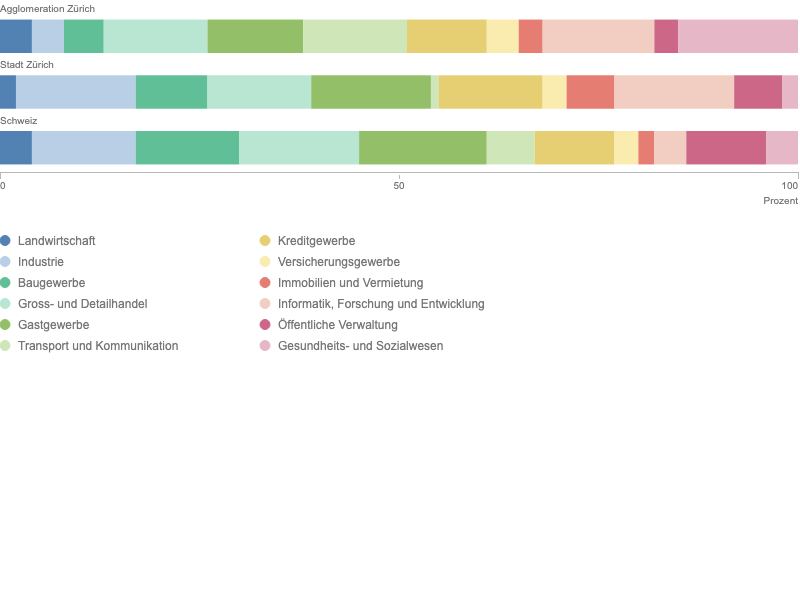 Agglomeration Zürich
Stadt Zürich
Schweiz
0 50 100
Prozent
Landwirtschaft
Industrie
Baugewerbe
Gross- und Detailhandel
Gastgewerbe
Transport und Kommunikation
Kreditgewerbe
Versicherungsgewerbe
Immobilien und Vermietung
Informatik, Forschung und Entwicklung
Öffentliche Verwaltung
Gesundheits- und Sozialwesen